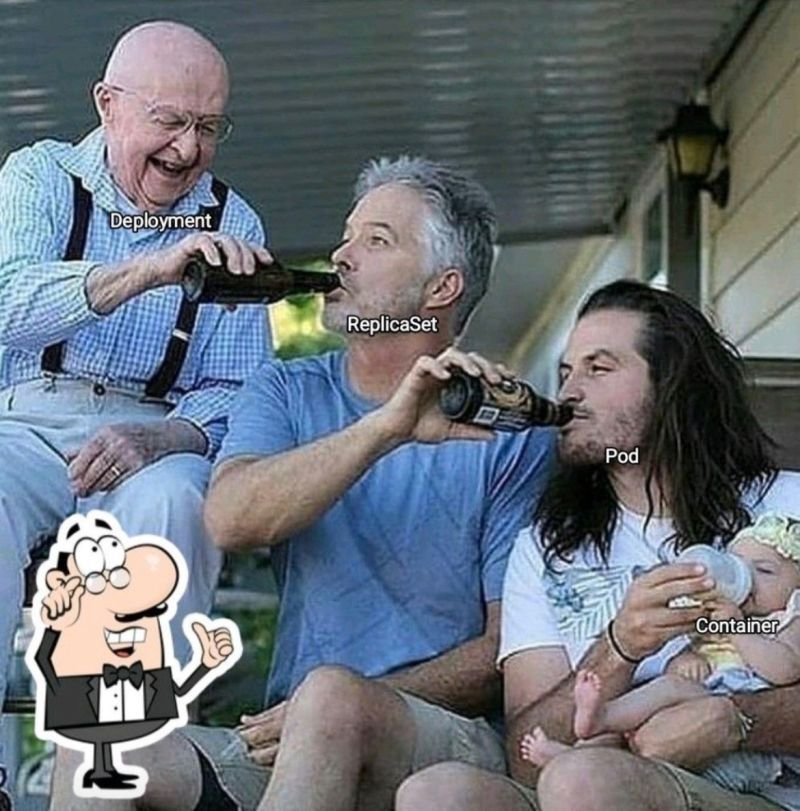 Deployment
ReplicaSet
Pod
Container